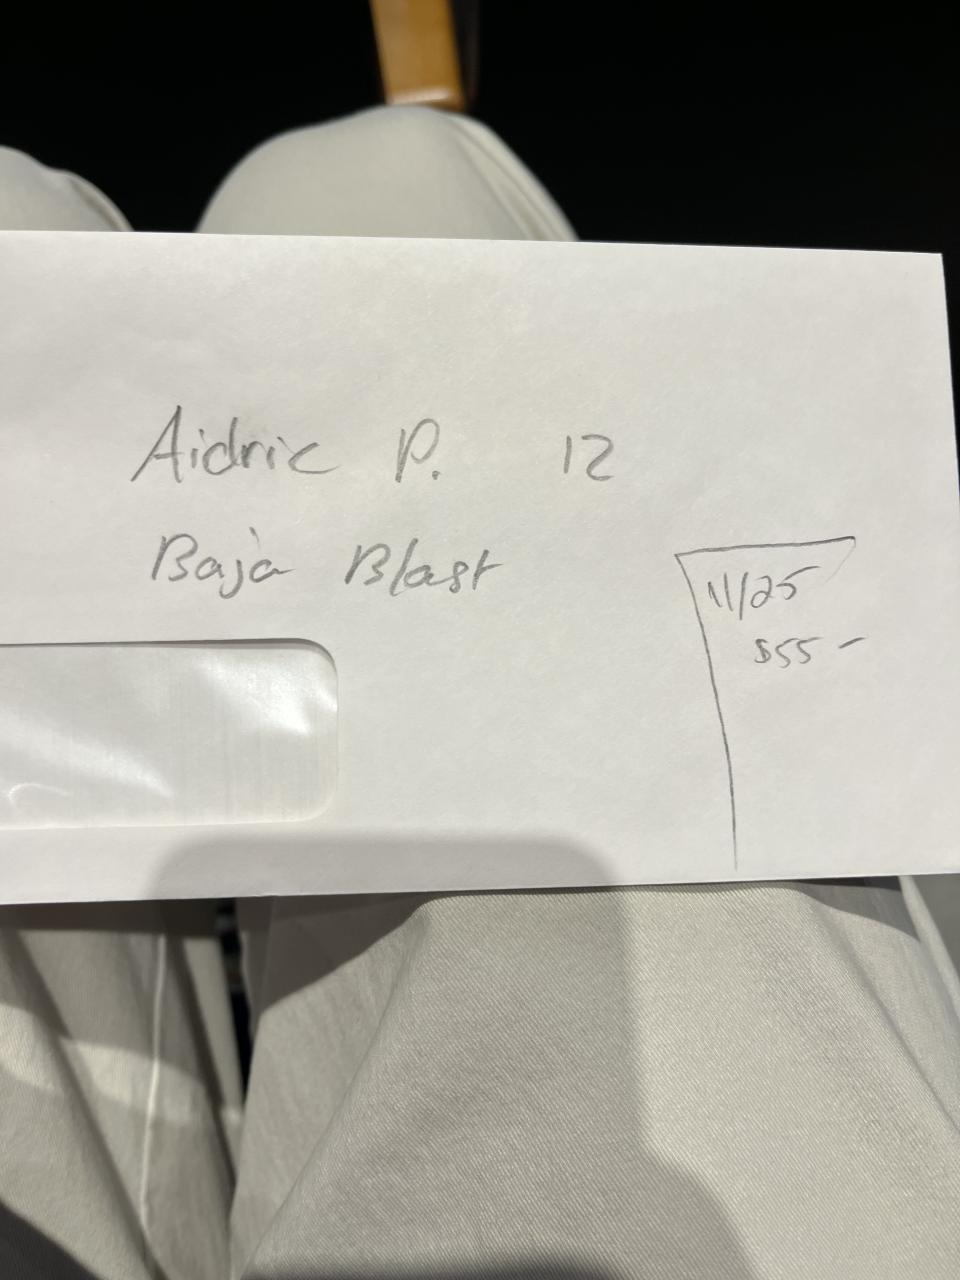 Aidric P. 12
Baja Blast
11/25
$55 -